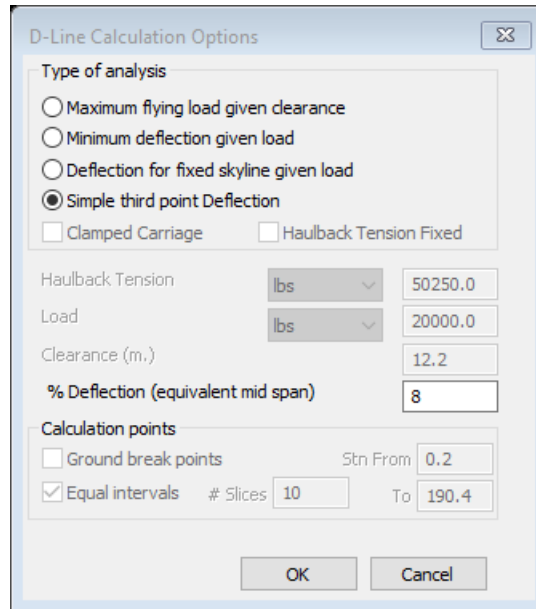 D-Line Calculation Options
Type of analysis
Maximum flying load given clearance
Minimum deflection given load
Deflection for fixed skyline given load
Simple third point Deflection
Clamped Carriage Haulback Tension Fixed
Haulback Tension lbs 50250.0
Load lbs 20000.0
Clearance (m.) 12.2
% Deflection (equivalent mid span) 8
Calculation points
Ground break points Stn From 0.2
Equal intervals # Slices 10 To 190.4
OK Cancel